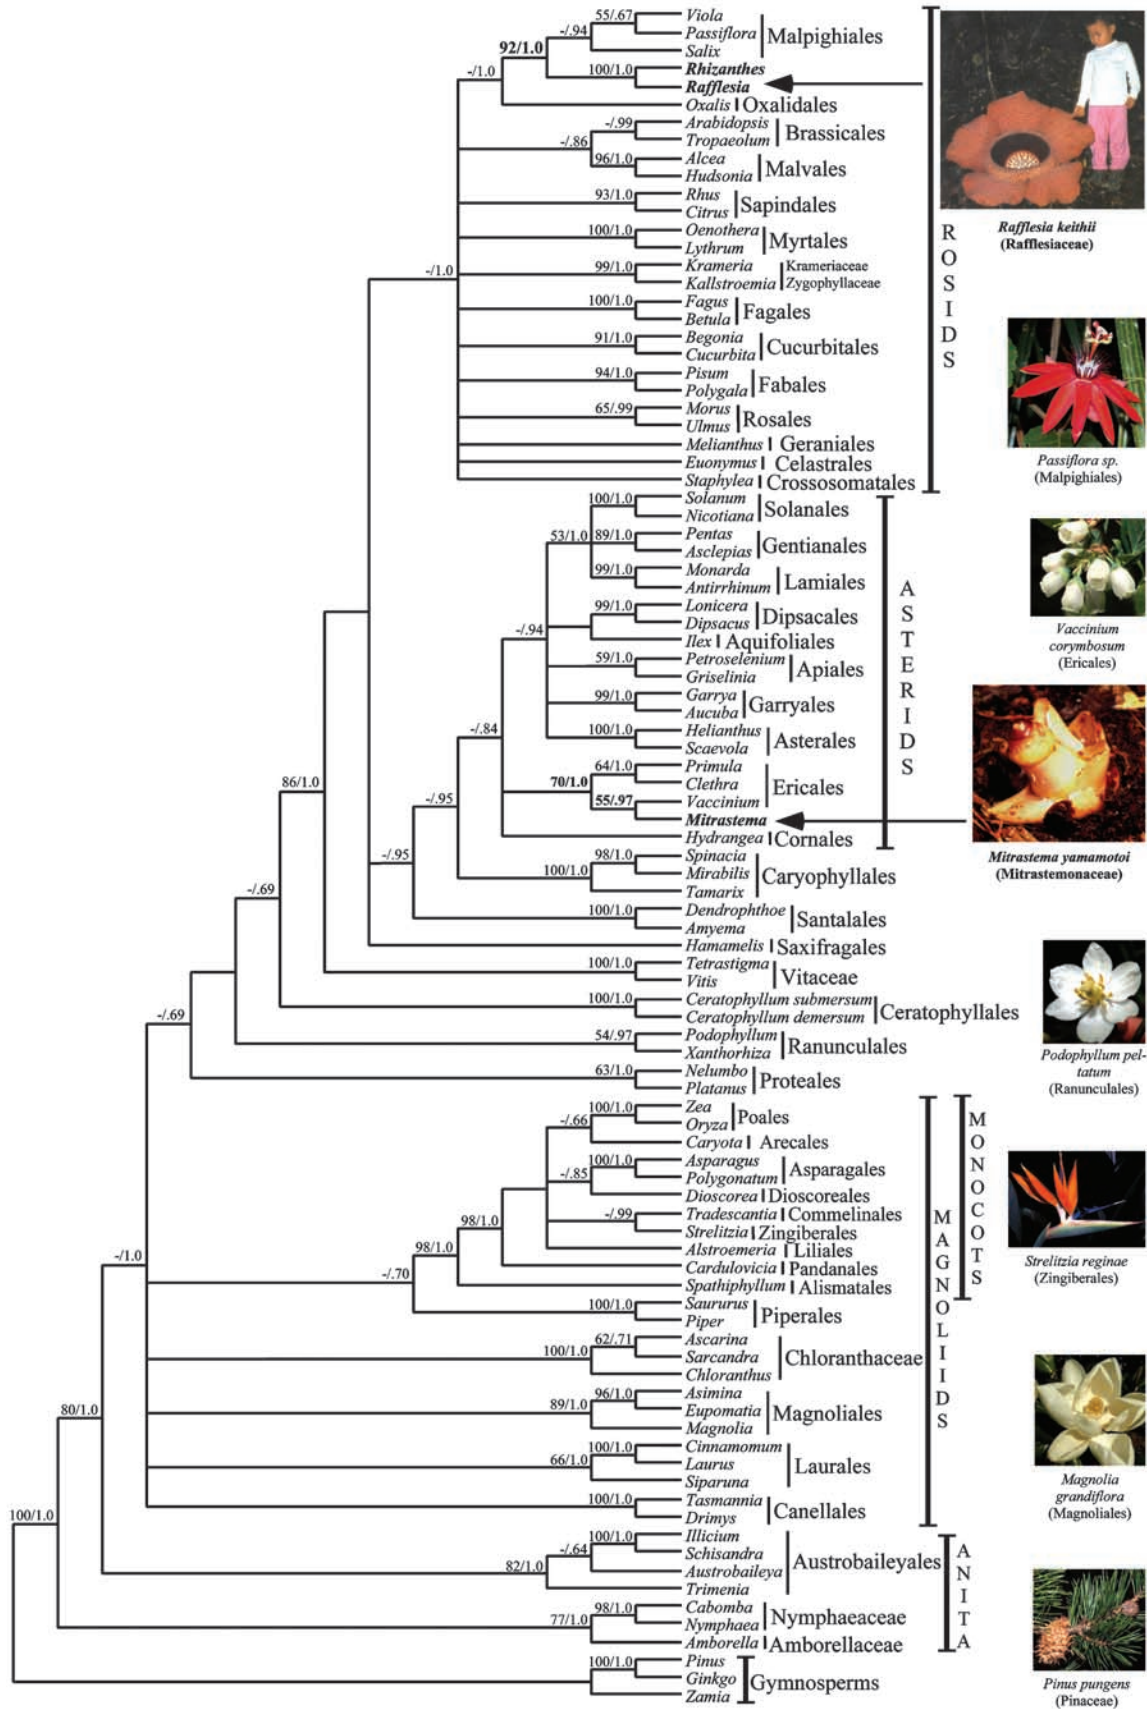 55/.67
Viola
-/.94
Passiflora
Malpighiales
92/1.0
Salix
-/1.0
100/1.0
Rhizanthes
Rafflesia
Oxalis
Oxalidales
-/.99
Arabidopsis
-/.86
Tropaeolum
Brassicales
96/1.0
Alcea
Hudsonia
Malvales
93/1.0
Rhus
Citrus
Sapindales
100/1.0
Oenothera
Lythrum
Myrtales
-/1.0
99/1.0
Krameria
Krameriaceae
Kallstroemia
Zygophyllaceae
100/1.0
Fagus
Betula
Fagales
91/1.0
Begonia
Cucurbita
Cucurbitales
94/1.0
Pisum
Polygala
Fabales
65/.99
Morus
Ulmus
Rosales
Melianthus
Geraniales
Euonymus
Celastrales
Staphylea
Crossosomatales
ROSIDS
100/1.0
Solanum
Nicotiana
Solanales
53/1.0
89/1.0
Pentas
Asclepias
Gentianales
99/1.0
Monarda
Antirrhinum
Lamiales
-/.94
99/1.0
Lonicera
Dipsacus
Dipsacales
Ilex
Aquifoliales
59/1.0
Petroselenium
Griselinia
Apiales
99/1.0
Garrya
Aucuba
Garryales
-/.84
100/1.0
Helianthus
Scaevola
Asterales
70/1.0
64/1.0
Primula
Clethra
Ericales
55/.97
Vaccinium
Mitrastema
Hydrangea
Cornales
ASTERIDS
86/1.0
-/.95
-/.95
98/1.0
Spinacia
Mirabilis
100/1.0
Caryophyllales
Tamarix
100/1.0
Dendrophthoe
Amyema
Santalales
Hamamelis
Saxifragales
-/.69
100/1.0
Tetrastigma
Vitis
Vitaceae
100/1.0
Ceratophyllum submersum
Ceratophyllum demersum
Ceratophyllales
-/.69
54/.97
Podophyllum
Xanthorhiza
Ranunculales
63/1.0
Nelumbo
Platanus
Proteales
-/.66
100/1.0
Zea
Oryza
Poales
Caryota
Arecales
-/.85
100/1.0
Asparagus
Polygonatum
Asparagales
Dioscorea
Dioscoreales
98/1.0
-/.99
Tradescantia
Commelinales
Strelitzia
Zingiberales
Alstroemeria
Liliales
98/1.0
Cardulovicia
Pandanales
Spathiphyllum
Alismatales
MONOCOTS
-/1.0
-/.70
100/1.0
Saururus
Piper
Piperales
62/.71
Ascarina
100/1.0
Sarcandra
Chloranthaceae
Chloranthus
96/1.0
Asimina
89/1.0
Eupomatia
Magnoliales
Magnolia
100/1.0
Cinnamomum
66/1.0
Laurus
Laurales
Siparuna
100/1.0
Tasmannia
Drimys
Canellales
MAGNOLIIDS
80/1.0
100/1.0
100/1.0
Illicium
-/.64
Schisandra
82/1.0
Austrobaileya
Austrobaileyales
Trimenia
98/1.0
Cabomba
77/1.0
Nymphaea
Nymphaeaceae
Amborella
Amborellaceae
ANITA
100/1.0
Pinus
Ginkgo
Gymnosperms
Zamia
Rafflesia keithii
(Rafflesiaceae)
Passiflora sp.
(Malpighiales)
Vaccinium
corymbosum
(Ericales)
Mitrastema yamamotoi
(Mitrastemonaceae)
Podophyllum pel-
tatum
(Ranunculales)
Strelitzia reginae
(Zingiberales)
Magnolia
grandiflora
(Magnoliales)
Pinus pungens
(Pinaceae)